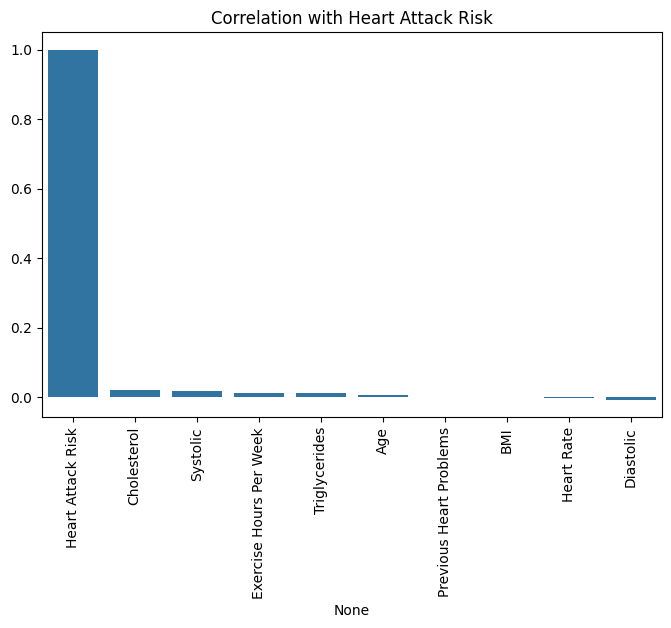 Correlation with Heart Attack Risk
1.0
0.8
0.6
0.4
0.2
0.0
Heart Attack Risk
Cholesterol
Systolic
Exercise Hours Per Week
Triglycerides
Age
Previous Heart Problems
BMI
Heart Rate
Diastolic
None